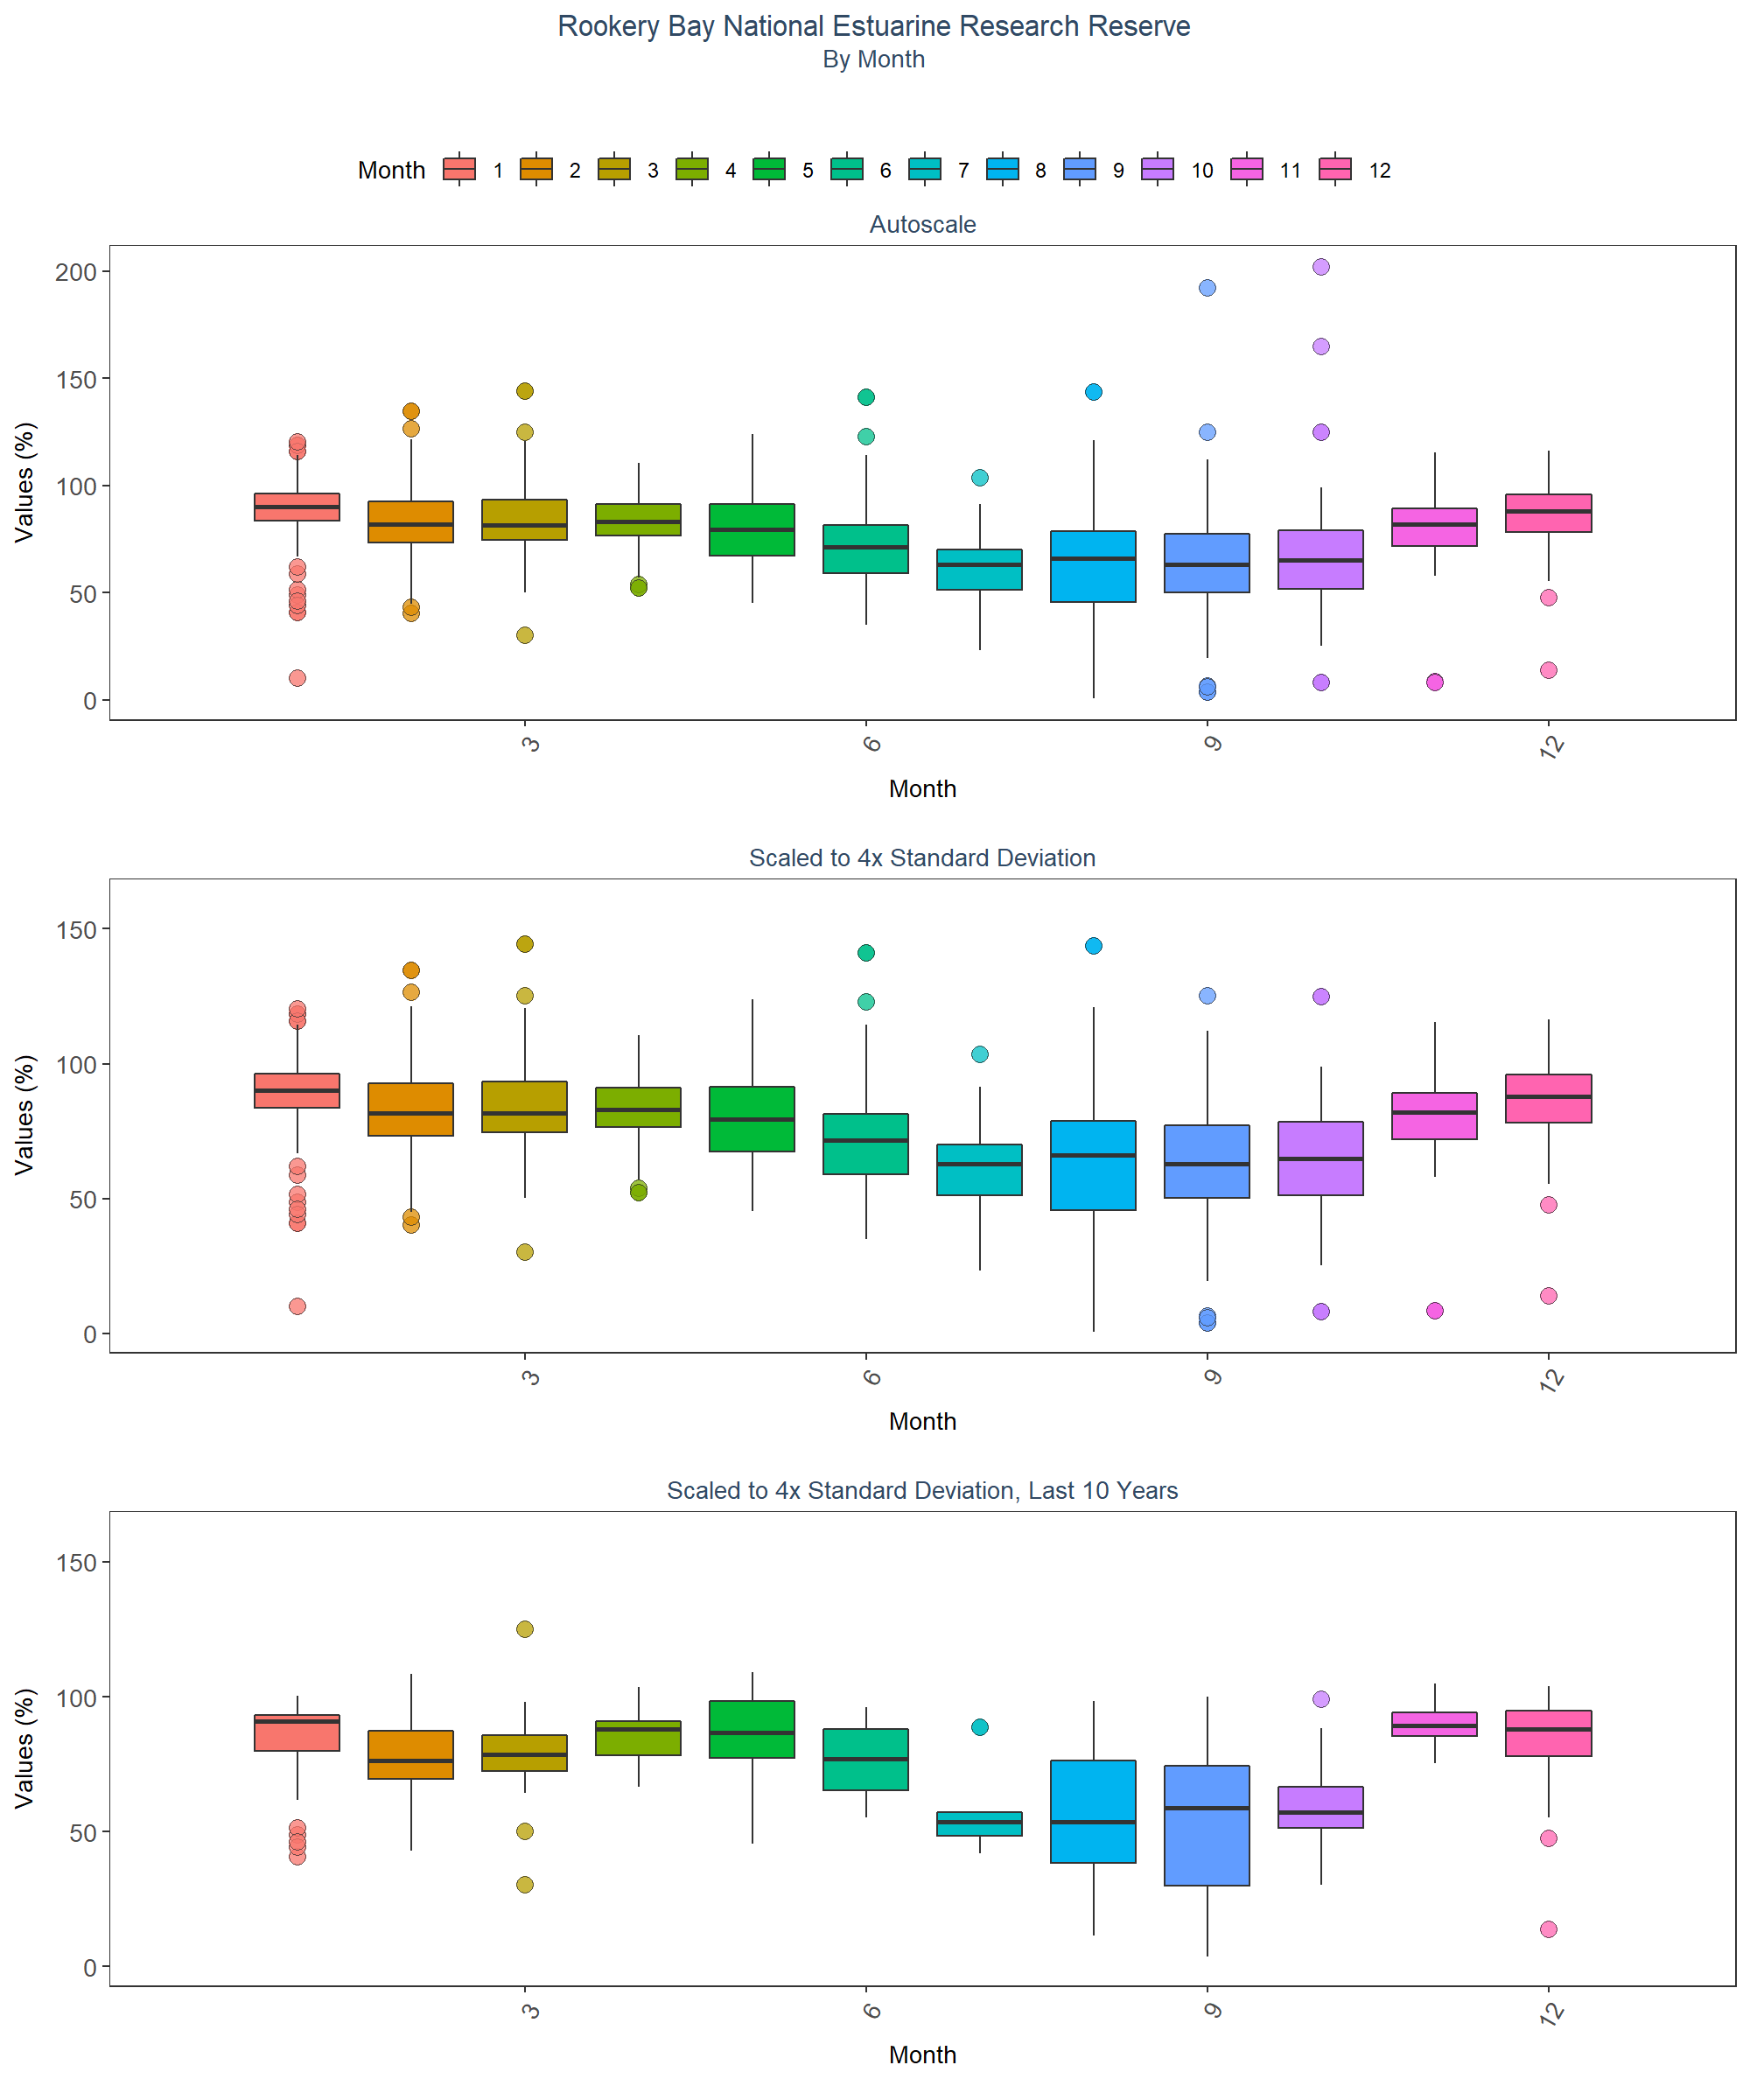 Rookery Bay National Estuarine Research Reserve
By Month
Month 1 2 3 4 5 6 7 8 9 10 11 12
Autoscale
Values (%)
200
150
100
50
0
3 6 9 12
Month
Scaled to 4x Standard Deviation
Values (%)
150
100
50
0
3 6 9 12
Month
Scaled to 4x Standard Deviation, Last 10 Years
Values (%)
150
100
50
0
3 6 9 12
Month